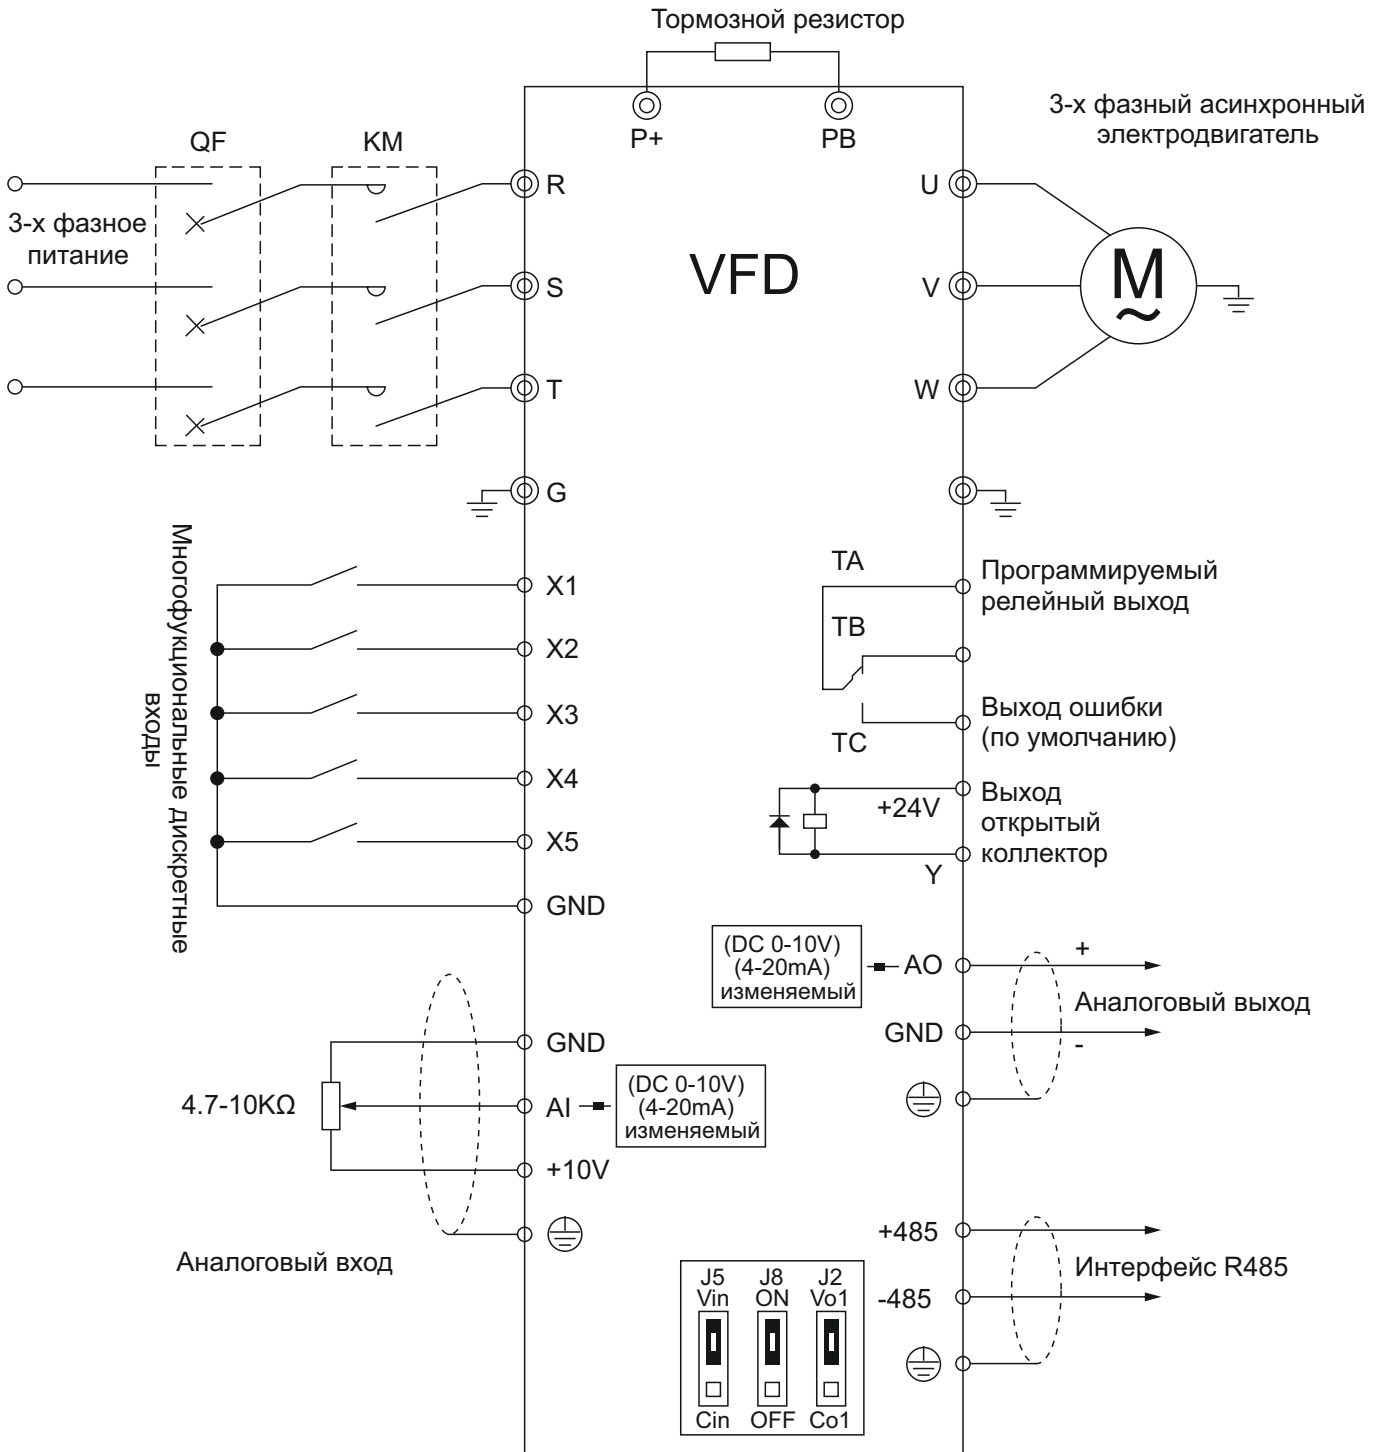 Тормозной резистор
P+
PB
3-х фазный асинхронный
электродвигатель
QF
KM
R
3-х фазное
питание
S
T
G
VFD
U
V
W
M
~
Многофукциональные дискретные
входы
X1
X2
X3
X4
X5
GND
TA
Программируемый
релейный выход
TB
TC
Выход ошибки
(по умолчанию)
+24V
Y
Выход
открытый
коллектор
(DC 0-10V)
(4-20mA)
изменяемый
AO
+
Аналоговый выход
GND
-
GND
4.7-10KΩ
AI
(DC 0-10V)
(4-20mA)
изменяемый
+10V
Аналоговый вход
+485
Интерфейс R485
-485
J5 J8 J2
Vin ON Vo1
Cin OFF Co1